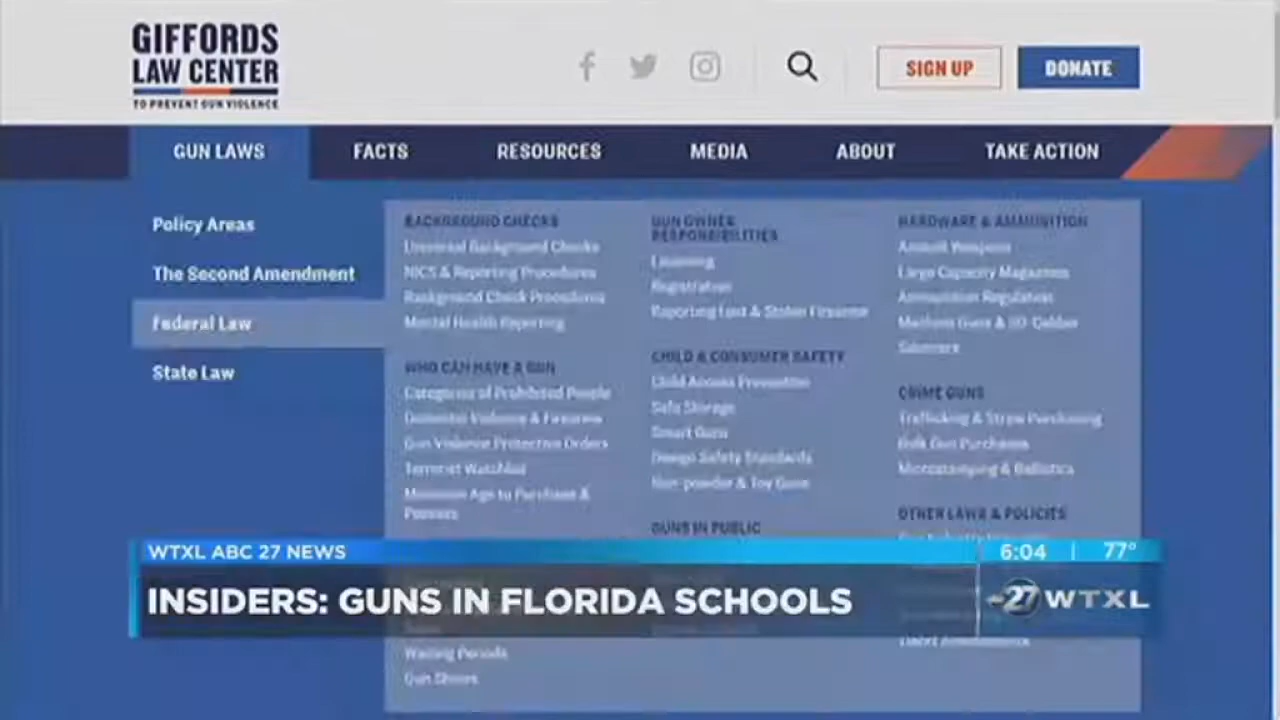 GIFFORDS
LAW CENTER
TO PREVENT GUN VIOLENCE
SIGN UP
DONATE
GUN LAWS
FACTS
RESOURCES
MEDIA
ABOUT
TAKE ACTION
Policy Areas
The Second Amendment
Federal Law
State Law
BACKGROUND CHECKS
Universal Background Checks
NICS & Reporting Procedures
Background Check Procedures
Mental Health Reporting
WHO CAN HAVE A GUN
Categories of Prohibited People
Domestic Violence & Firearms
Gun Violence Protective Orders
Terrorist Watchlist
Minimum Age to Purchase &
Possess
GUN OWNER
RESPONSIBILITIES
Licensing
Registration
Reporting Lost & Stolen Firearms
CHILD & CONSUMER SAFETY
Child Access Prevention
Safe Storage
Smart Guns
Design Safety Standards
Non-powder & Toy Guns
GUNS IN PUBLIC
HARDWARE & AMMUNITION
Assault Weapons
Large Capacity Magazines
Ammunition Regulation
Machine Guns & 50-Caliber
Silencers
CRIME GUNS
Trafficking & Straw Purchasing
Bulk Gun Purchases
Microstamping & Ballistics
OTHER LAWS & POLICIES
WTXL ABC 27 NEWS
6:04 | 77°
INSIDERS: GUNS IN FLORIDA SCHOOLS
27 WTXL
Waiting Periods
Gun Shows